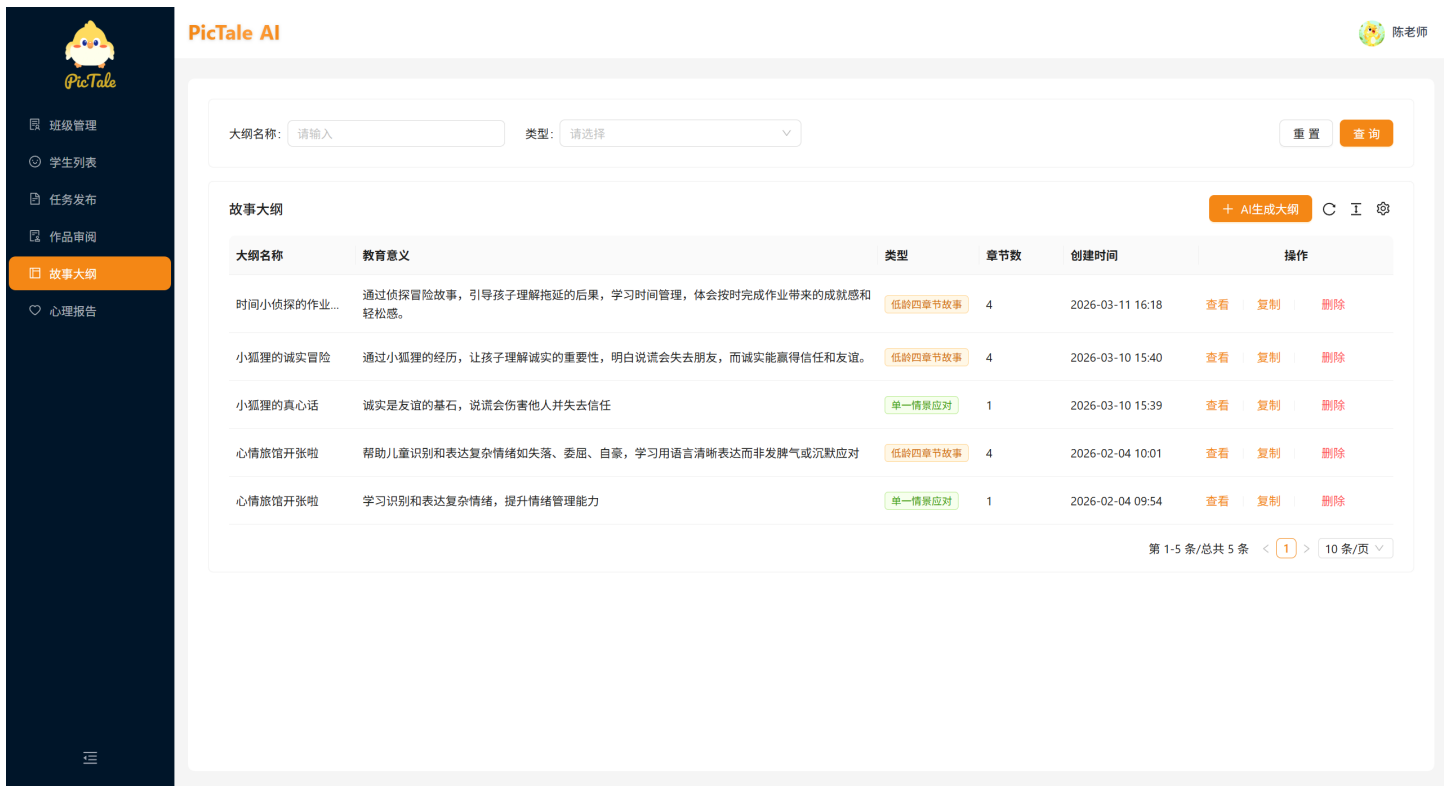 PicTale
班级管理
学生列表
任务发布
作品审阅
故事大纲
心理报告
PicTale AI
陈老师
大纲名称: 请输入 类型: 请选择 重 置 查 询
故事大纲 AI生成大纲
大纲名称 教育意义 类型 章节数 创建时间 操作
时间小侦探的作业... 通过侦探冒险故事，引导孩子理解拖延的后果，学习时间管理，体会按时完成作业带来的成就感和
轻松感。 低龄四章节故事 4 2026-03-11 16:18 查看 复制 删除
小狐狸的诚实冒险 通过小狐狸的经历，让孩子理解诚实的重要性，明白说谎会失去朋友，而诚实能赢得信任和友谊。 低龄四章节故事 4 2026-03-10 15:40 查看 复制 删除
小狐狸的真心话 诚实是友谊的基石，说谎会伤害他人并失去信任 单一情景应对 1 2026-03-10 15:39 查看 复制 删除
心情旅馆开张啦 帮助儿童识别和表达复杂情绪如失落、委屈、自豪，学习用语言清晰表达而非发脾气或沉默应对 低龄四章节故事 4 2026-02-04 10:01 查看 复制 删除
心情旅馆开张啦 学习识别和表达复杂情绪，提升情绪管理能力 单一情景应对 1 2026-02-04 09:54 查看 复制 删除
第 1-5 条/总共 5 条 < 1 > 10 条/页